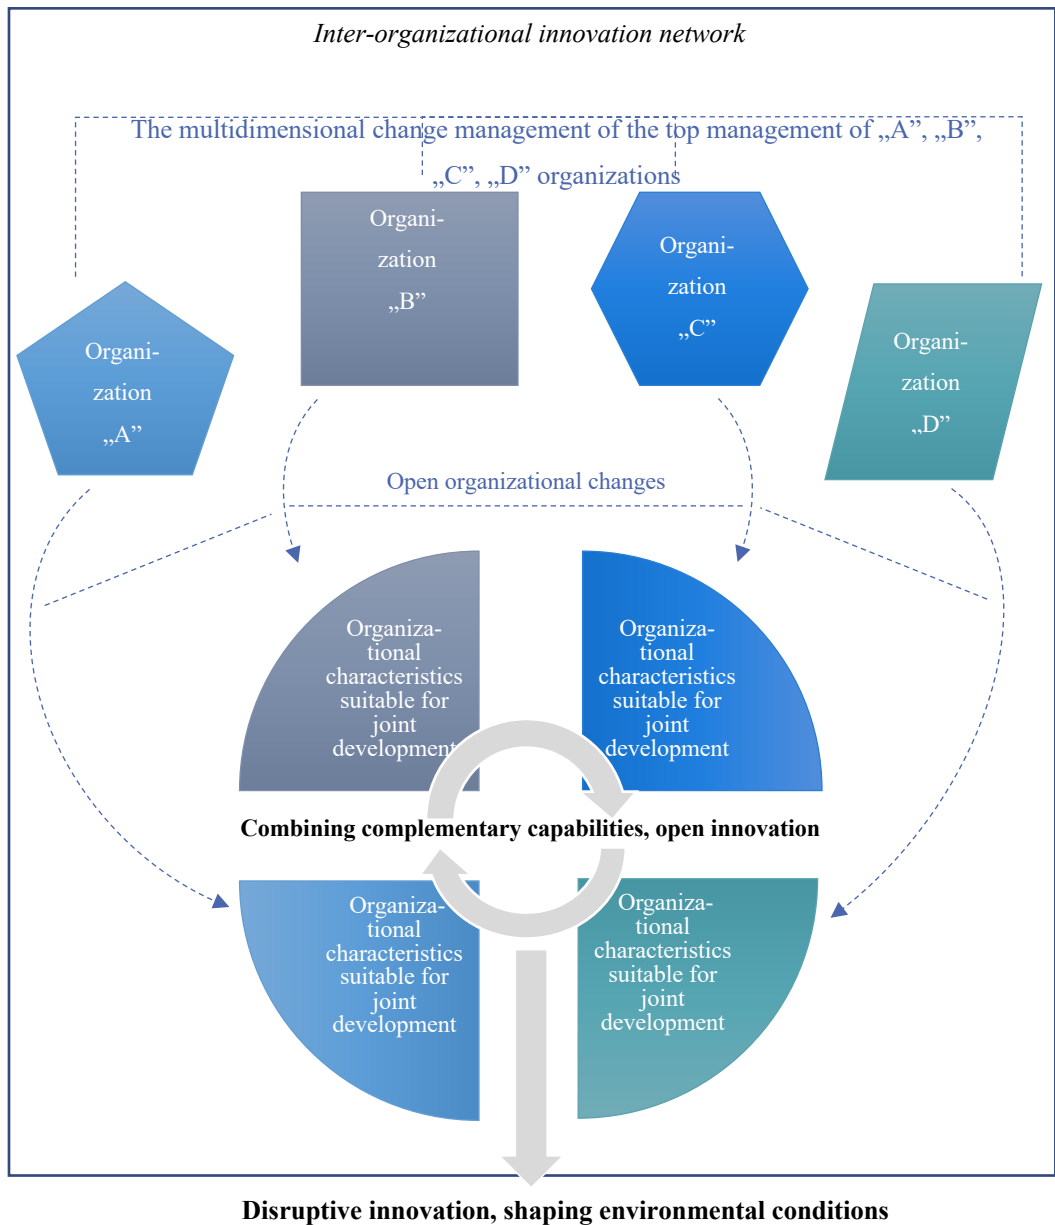 Inter-organizational innovation network
The multidimensional change management of the top management of „A”, „B”,
„C”, „D” organizations
Organi-
zation
„B”
Organi-
zation
„C”
Organi-
zation
„A”
Organi-
zation
„D”
Open organizational changes
Organiza-
tional
characteristics
suitable for
joint
development
Organiza-
tional
characteristics
suitable for
joint
development
Combining complementary capabilities, open innovation
Organiza-
tional
characteristics
suitable for
joint
development
Organiza-
tional
characteristics
suitable for
joint
development
Disruptive innovation, shaping environmental conditions